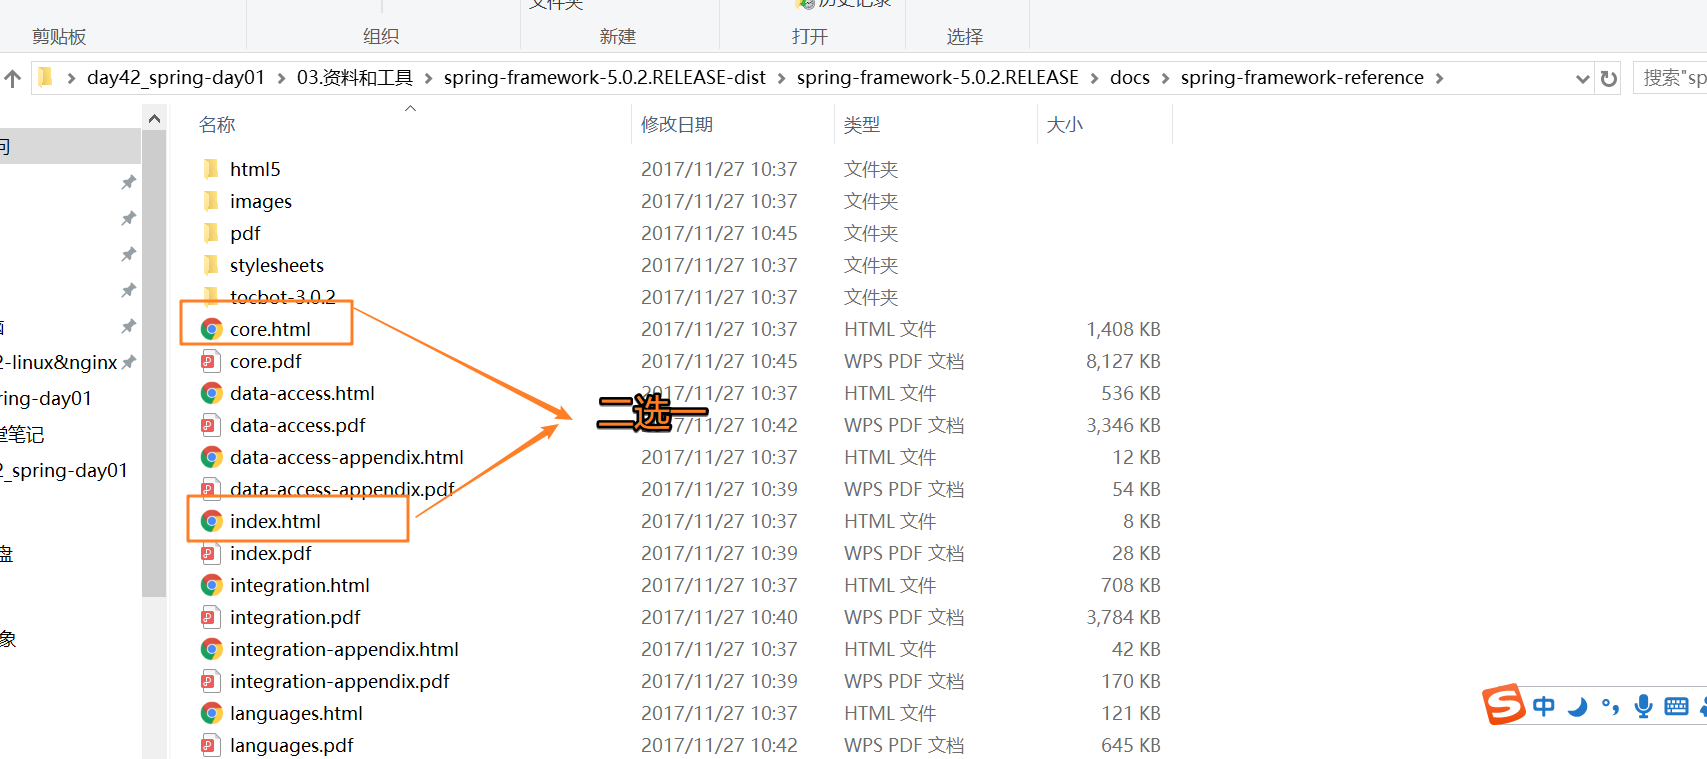 文件夹
历史记录
剪贴板 组织 新建 打开 选择
day42_spring-day01 03.资料和工具 spring-framework-5.0.2.RELEASE-dist spring-framework-5.0.2.RELEASE docs spring-framework-reference 搜索"sp
名称 修改日期 类型 大小
html5 2017/11/27 10:37 文件夹
images 2017/11/27 10:37 文件夹
pdf 2017/11/27 10:45 文件夹
stylesheets 2017/11/27 10:37 文件夹
tocbot-3.0.2 2017/11/27 10:37 文件夹
core.html 2017/11/27 10:37 HTML 文件 1,408 KB
core.pdf 2017/11/27 10:45 WPS PDF 文档 8,127 KB
data-access.html 2017/11/27 10:37 HTML 文件 536 KB
二选一
data-access.pdf 2017/11/27 10:42 WPS PDF 文档 3,346 KB
data-access-appendix.html 2017/11/27 10:37 HTML 文件 12 KB
data-access-appendix.pdf 2017/11/27 10:39 WPS PDF 文档 54 KB
index.html 2017/11/27 10:37 HTML 文件 8 KB
index.pdf 2017/11/27 10:39 WPS PDF 文档 28 KB
integration.html 2017/11/27 10:37 HTML 文件 708 KB
integration.pdf 2017/11/27 10:40 WPS PDF 文档 3,784 KB
integration-appendix.html 2017/11/27 10:37 HTML 文件 42 KB
integration-appendix.pdf 2017/11/27 10:39 WPS PDF 文档 170 KB
languages.html 2017/11/27 10:37 HTML 文件 121 KB
languages.pdf 2017/11/27 10:42 WPS PDF 文档 645 KB
2-linux&nginx
ring-day01
堂笔记
2_spring-day01
盘
象
S 中